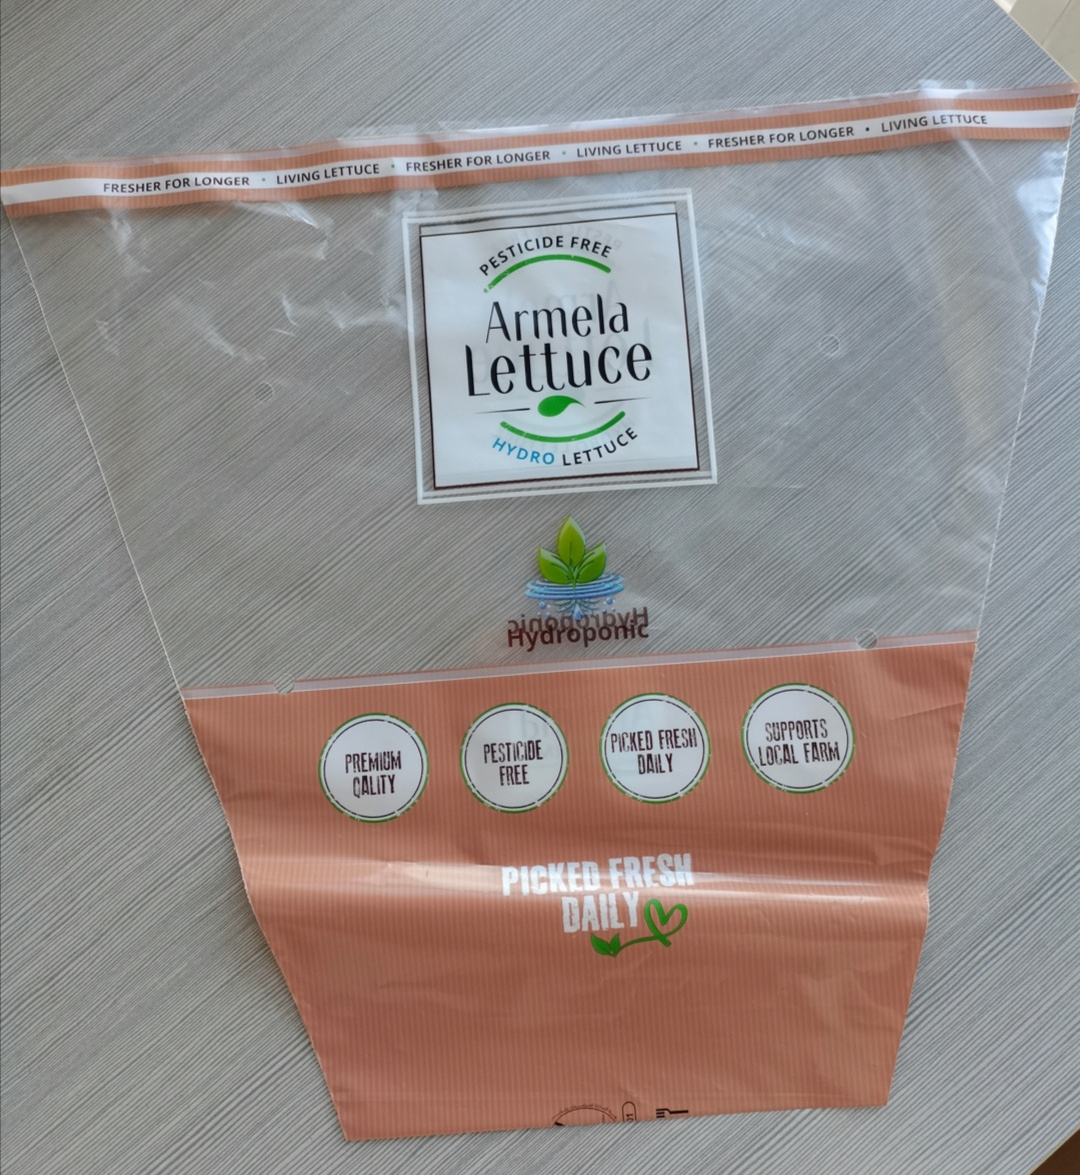 FRESHER FOR LONGER • LIVING LETTUCE • FRESHER FOR LONGER • LIVING LETTUCE • FRESHER FOR LONGER • LIVING LETTUCE
PESTICIDE FREE
Armela
Lettuce
HYDRO LETTUCE
Hydroponic
Hydroponic
PREMIUM
QALITY
PESTICIDE
FREE
PICKED FRESH
DAILY
SUPPORTS
LOCAL FARM
PICKED FRESH
DAILY